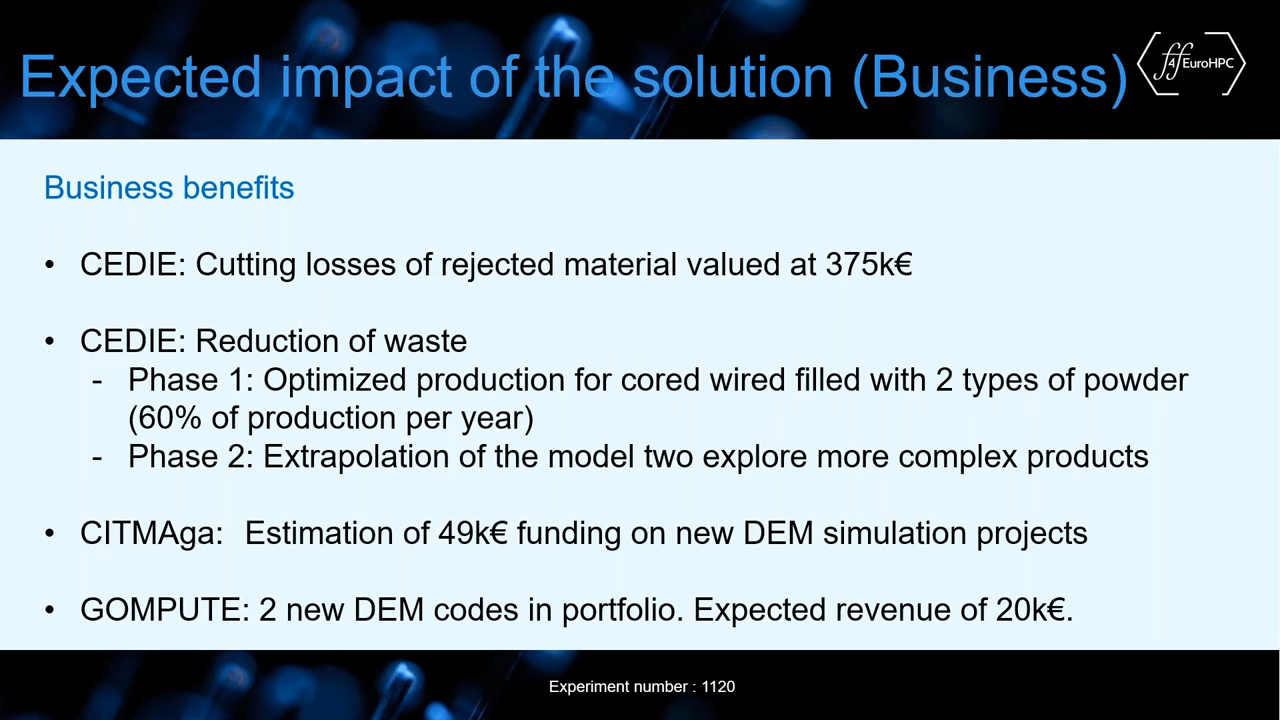 Expected impact of the solution (Business)
ff4EuroHPC
Business benefits
• CEDIE: Cutting losses of rejected material valued at 375k€
• CEDIE: Reduction of waste
- Phase 1: Optimized production for cored wired filled with 2 types of powder
(60% of production per year)
- Phase 2: Extrapolation of the model two explore more complex products
• CITMAga: Estimation of 49k€ funding on new DEM simulation projects
• GOMPUTE: 2 new DEM codes in portfolio. Expected revenue of 20k€.
Experiment number : 1120